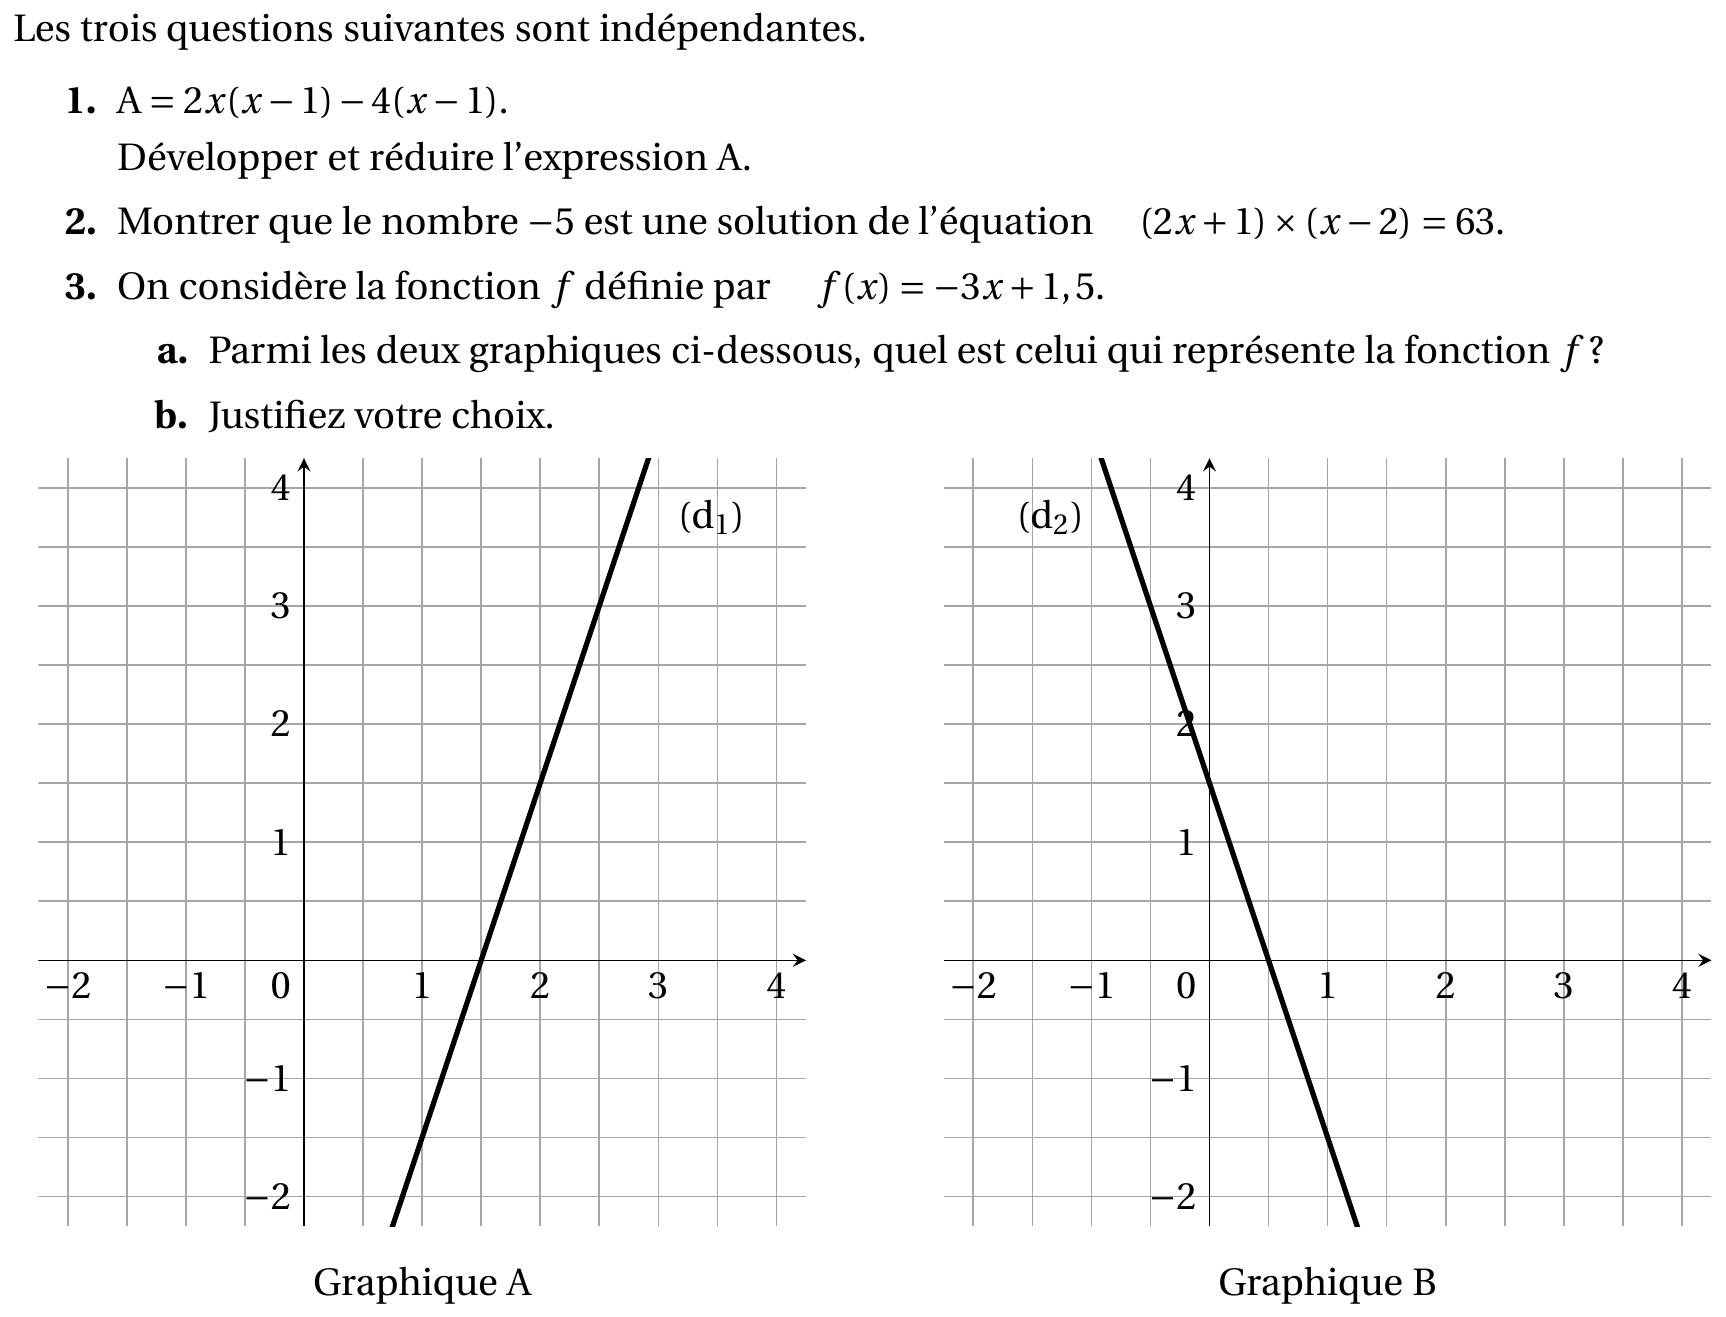 Les trois questions suivantes sont indépendantes.
1. A = 2x(x − 1) − 4(x − 1).
Développer et réduire l’expression A.
2. Montrer que le nombre −5 est une solution de l’équation (2x + 1) × (x − 2) = 63.
3. On considère la fonction f définie par f(x) = −3x + 1,5.
a. Parmi les deux graphiques ci-dessous, quel est celui qui représente la fonction f ?
b. Justifiez votre choix.
4
(d₁)
3
2
1
−2 −1 0 1 2 3 4
−1
−2
Graphique A
(d₂)
4
3
2
1
−2 −1 0 1 2 3 4
−1
−2
Graphique B